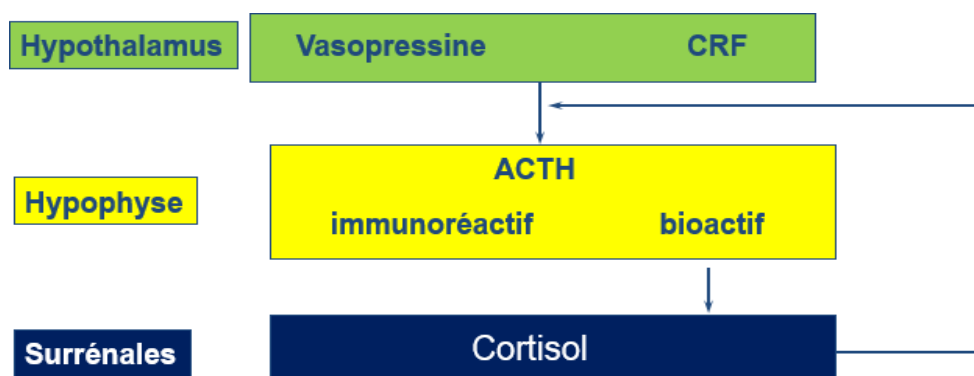 Hypothalamus
Vasopressine CRF
ACTH
Hypophyse
immunoréactif bioactif
Surrénales
Cortisol